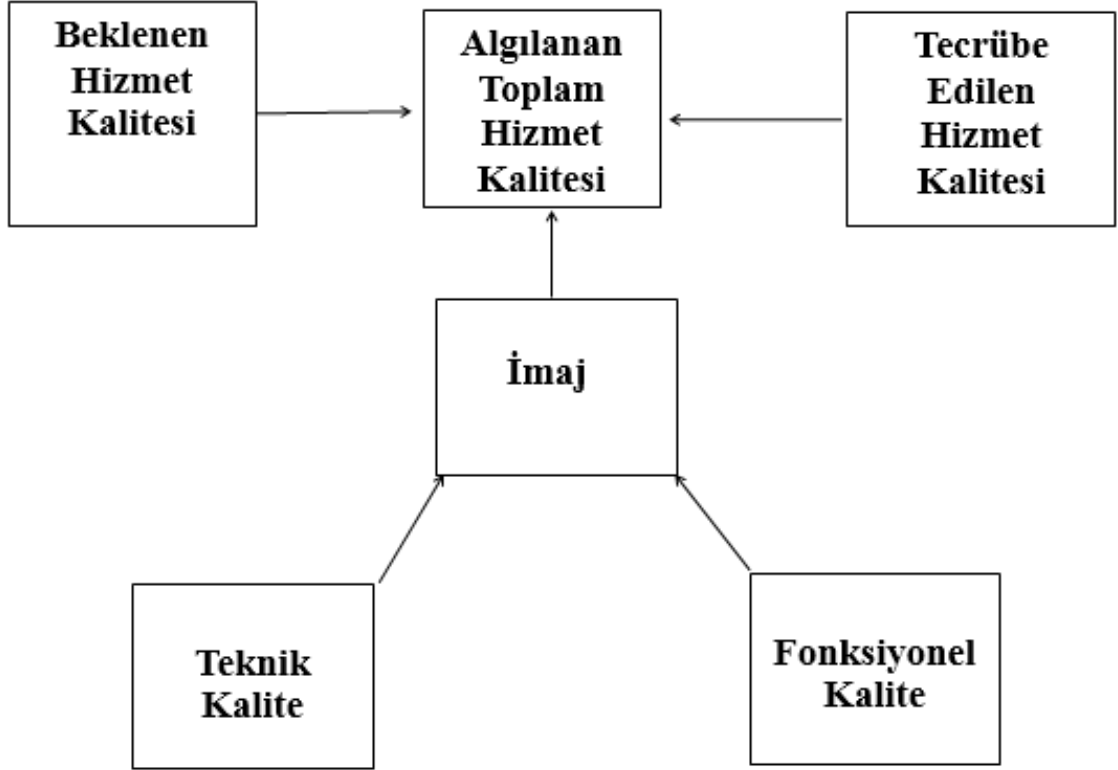 Beklenen
Hizmet
Kalitesi
Algılanan
Toplam
Hizmet
Kalitesi
Tecrübe
Edilen
Hizmet
Kalitesi
İmaj
Teknik
Kalite
Fonksiyonel
Kalite